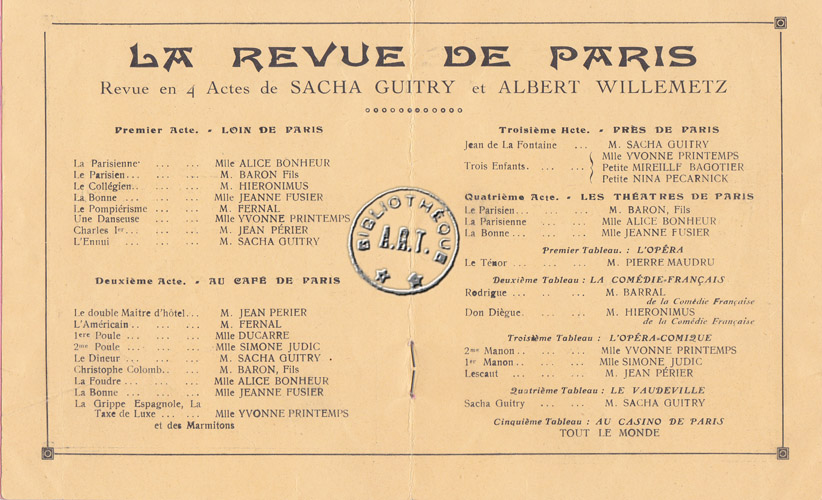 LA REVUE DE PARIS
Revue en 4 Actes de SACHA GUITRY et ALBERT WILLEMETZ
Premier Acte. - LOIN DE PARIS
La Parisienne ... ... Mlle ALICE BONHEUR
Le Parisien ... ... M. BARON Fils
Le Collégien .. ... M. HIERONIMUS
La Bonne ... ... Mlle JEANNE FUSIER
Le Pompiérisme ... ... M. FERNAL
Une Danseuse ... ... Mlle YVONNE PRINTEMPS
Charles Ier ... ... M. JEAN PÉRIER
L'Ennui ... ... M. SACHA GUITRY
Deuxième Acte. - AU CAFÉ DE PARIS
Le double Maitre d'hôtel ... M. JEAN PERIER
L'Américain .. ... M. FERNAL
1ere Poule ... ... Mlle DUCARRE
2me Poule ... ... Mlle SIMONE JUDIC
Le Dineur ... ... M. SACHA GUITRY
Christophe Colomb .. ... M. BARON, Fils
La Foudre ... ... Mlle ALICE BONHEUR
La Bonne ... ... Mlle JEANNE FUSIER
La Grippe Espagnole, La
Taxe de Luxe ... ... Mlle YVONNE PRINTEMPS
et des Marmitons
BIBLIOTHÈQUE
A.R.T.
Troisième Acte. - PRÈS DE PARIS
Jean de La Fontaine ... M. SACHA GUITRY
Mlle YVONNE PRINTEMPS
Trois Enfants. ... ... Petite MIREILLE BAGOTIER
Petite NINA PECARNICK
Quatrième Acte. - LES THÉATRES DE PARIS
Le Parisien ... ... M. BARON, Fils
La Parisienne ... ... Mlle ALICE BONHEUR
La Bonne ... ... Mlle JEANNE FUSIER
Premier Tableau. : L'OPÉRA
Le Ténor ... ... M. PIERRE MAUDRU
Deuxième Tableau : LA COMÉDIE-FRANÇAIS
Rodrigue ... .. ... M. BARRAL
de la Comédie Française
Don Diègue. ... ... M. HIERONIMUS
de la Comédie Française
Troisième Tableau : L'OPÉRA-COMIQUE
2me Manon .. ... Mlle YVONNE PRINTEMPS
1er Manon .. ... Mlle SIMONE JUDIC
Lescaut ... ... M. JEAN PÉRIER
Quatrième Tableau : LE VAUDEVILLE
Sacha Guitry ... ... M. SACHA GUITRY
Cinquième Tableau : AU CASINO DE PARIS
TOUT LE MONDE